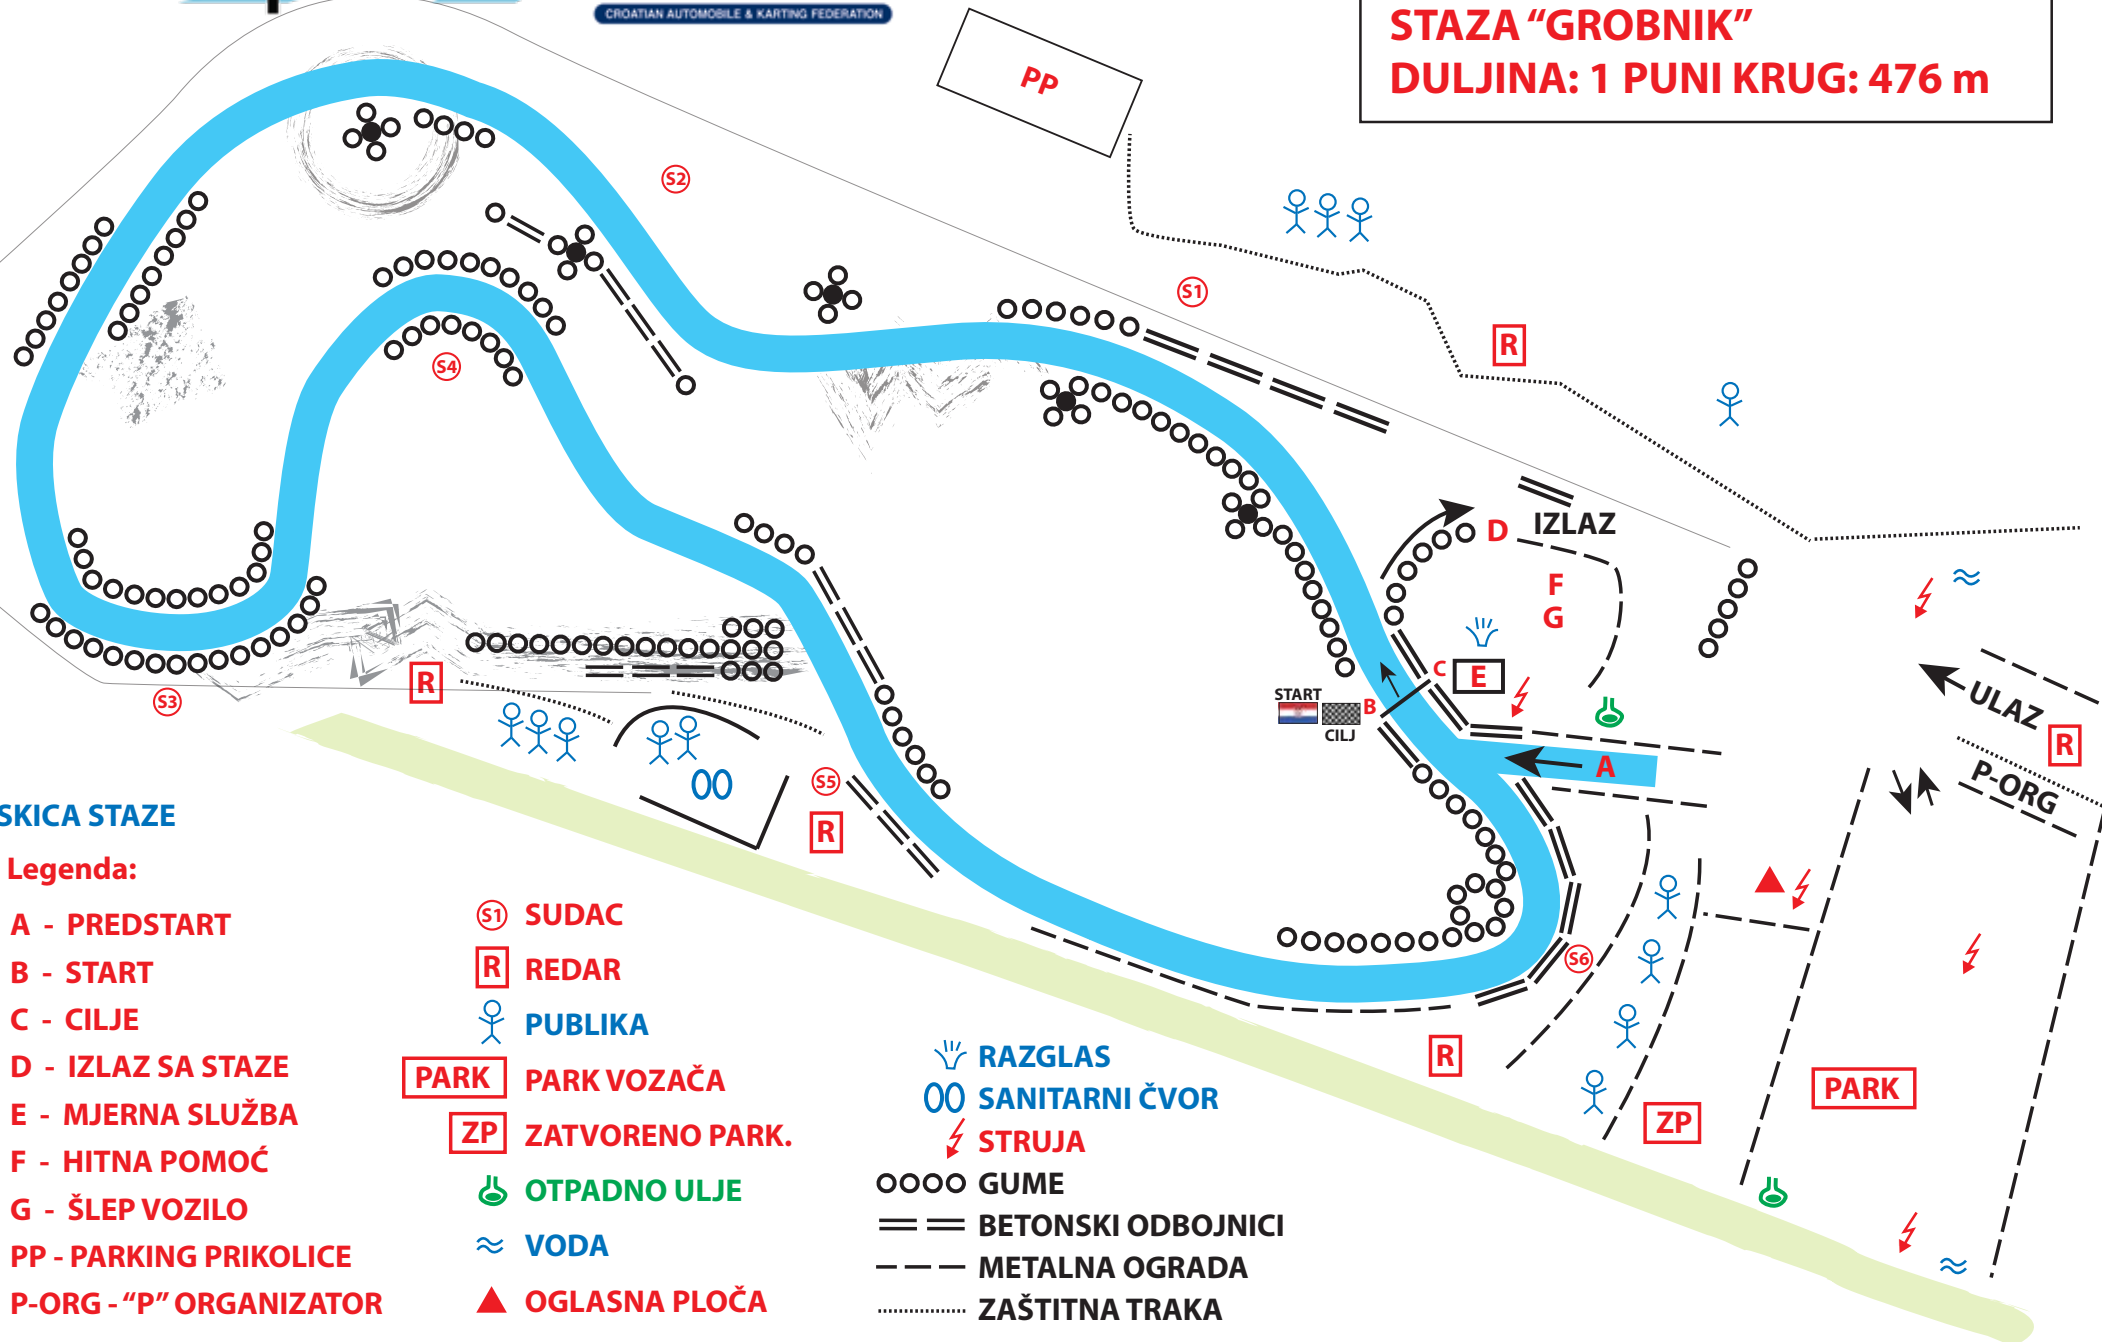 CROATIAN AUTOMOBILE & KARTING FEDERATION
STAZA “GROBNIK”
DULJINA: 1 PUNI KRUG: 476 m
PP
S2
S1
R
S4
D
IZLAZ
F
G
C
E
START
B
CILJ
R
S3
ULAZ
R
A
P-ORG
S5
R
S6
R
PARK
ZP
SKICA STAZE
Legenda:
A - PREDSTART
B - START
C - CILJE
D - IZLAZ SA STAZE
E - MJERNA SLUŽBA
F - HITNA POMOĆ
G - ŠLEP VOZILO
PP - PARKING PRIKOLICE
P-ORG - “P” ORGANIZATOR
S1 SUDAC
R REDAR
PUBLIKA
PARK PARK VOZAČA
ZP ZATVORENO PARK.
OTPADNO ULJE
VODA
OGLASNA PLOČA
RAZGLAS
SANITARNI ČVOR
STRUJA
GUME
BETONSKI ODBOJNICI
METALNA OGRADA
ZAŠTITNA TRAKA